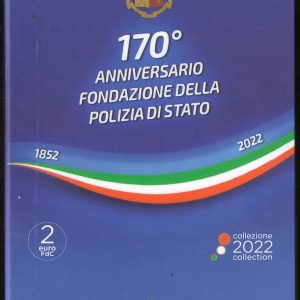 170°
ANNIVERSARIO
FONDAZIONE DELLA
POLIZIA DI STATO
1852
2022
2
euro
FdC
collezione
2022
collection